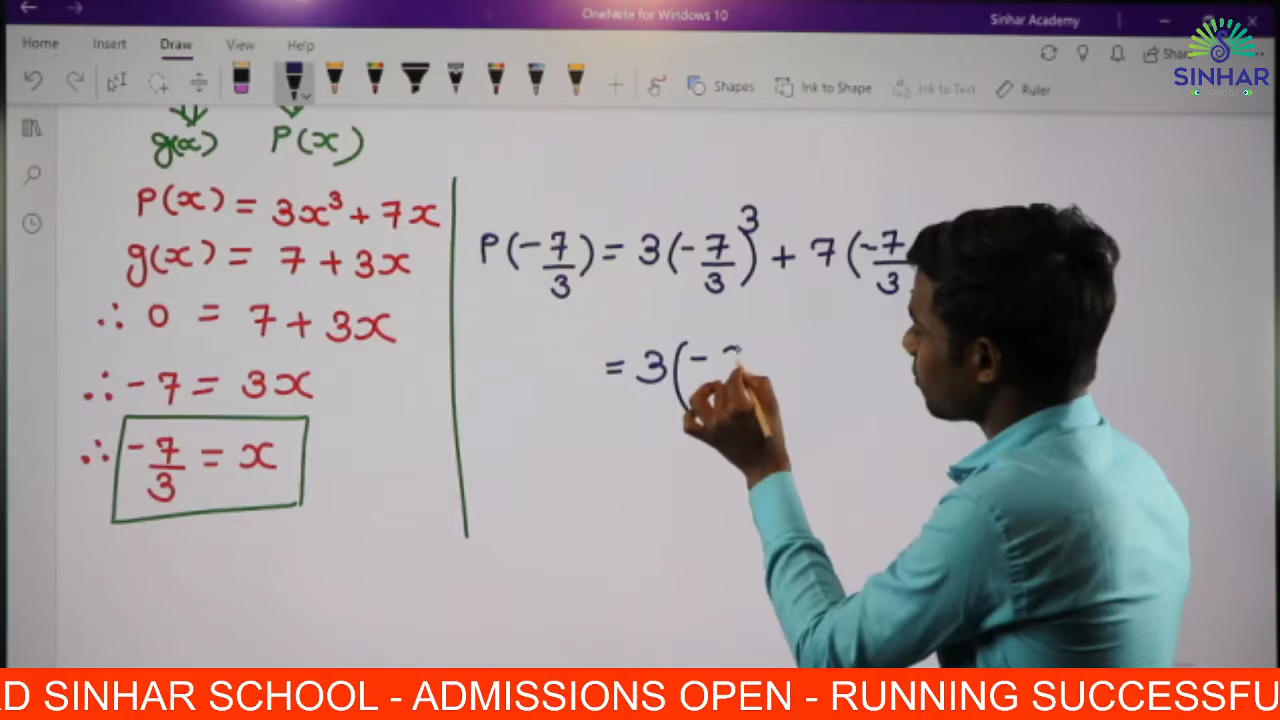 OneNote for Windows 10
Sinhar Academy
Home Insert Draw View Help
Share
Shapes Ink to Shape Ink to Text Ruler
SINHAR
SCHOOL
g(x) P(x)
P(x) = 3x³ + 7x
g(x) = 7 + 3x
∴ 0 = 7 + 3x
∴ -7 = 3x
∴ -7/3 = x
P(-7/3) = 3(-7/3)³ + 7(-7/3
= 3(-
D SINHAR SCHOOL - ADMISSIONS OPEN - RUNNING SUCCESSFU